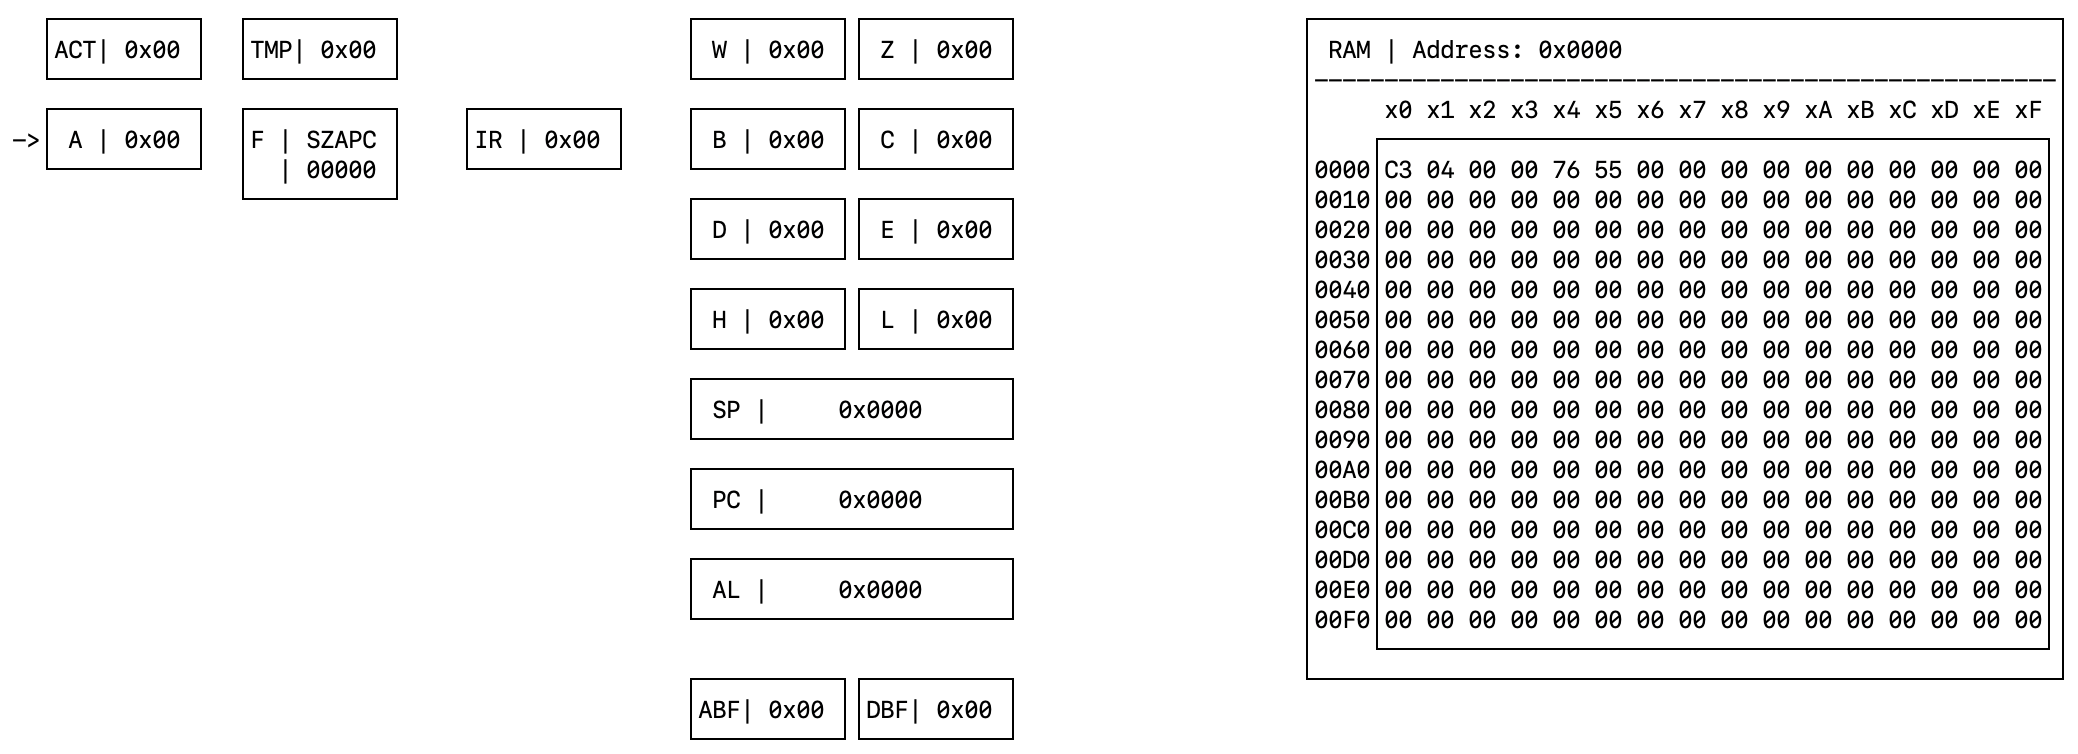 ACT| 0x00
TMP| 0x00
W | 0x00
Z | 0x00
-> A | 0x00
F | SZAPC
| 00000
IR | 0x00
B | 0x00
C | 0x00
D | 0x00
E | 0x00
H | 0x00
L | 0x00
SP | 0x0000
PC | 0x0000
AL | 0x0000
ABF| 0x00
DBF| 0x00
RAM | Address: 0x0000
x0 x1 x2 x3 x4 x5 x6 x7 x8 x9 xA xB xC xD xE xF
0000 C3 04 00 00 76 55 00 00 00 00 00 00 00 00 00 00
0010 00 00 00 00 00 00 00 00 00 00 00 00 00 00 00 00
0020 00 00 00 00 00 00 00 00 00 00 00 00 00 00 00 00
0030 00 00 00 00 00 00 00 00 00 00 00 00 00 00 00 00
0040 00 00 00 00 00 00 00 00 00 00 00 00 00 00 00 00
0050 00 00 00 00 00 00 00 00 00 00 00 00 00 00 00 00
0060 00 00 00 00 00 00 00 00 00 00 00 00 00 00 00 00
0070 00 00 00 00 00 00 00 00 00 00 00 00 00 00 00 00
0080 00 00 00 00 00 00 00 00 00 00 00 00 00 00 00 00
0090 00 00 00 00 00 00 00 00 00 00 00 00 00 00 00 00
00A0 00 00 00 00 00 00 00 00 00 00 00 00 00 00 00 00
00B0 00 00 00 00 00 00 00 00 00 00 00 00 00 00 00 00
00C0 00 00 00 00 00 00 00 00 00 00 00 00 00 00 00 00
00D0 00 00 00 00 00 00 00 00 00 00 00 00 00 00 00 00
00E0 00 00 00 00 00 00 00 00 00 00 00 00 00 00 00 00
00F0 00 00 00 00 00 00 00 00 00 00 00 00 00 00 00 00